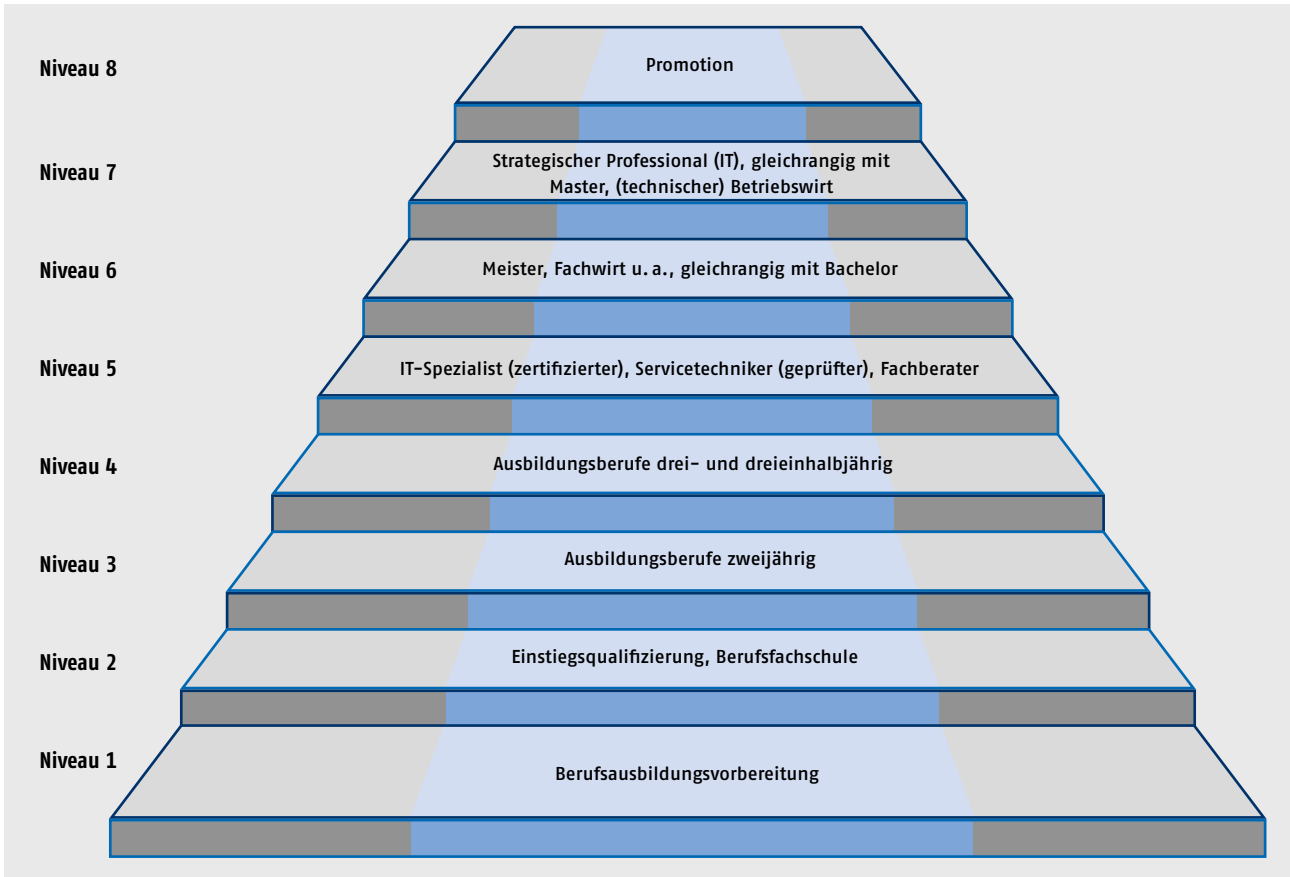 Niveau 8
Promotion
Niveau 7
Strategischer Professional (IT), gleichrangig mit
Master, (technischer) Betriebswirt
Niveau 6
Meister, Fachwirt u. a., gleichrangig mit Bachelor
Niveau 5
IT-Spezialist (zertifizierter), Servicetechniker (geprüfter), Fachberater
Niveau 4
Ausbildungsberufe drei- und dreieinhalbjährig
Niveau 3
Ausbildungsberufe zweijährig
Niveau 2
Einstiegsqualifizierung, Berufsfachschule
Niveau 1
Berufsausbildungsvorbereitung